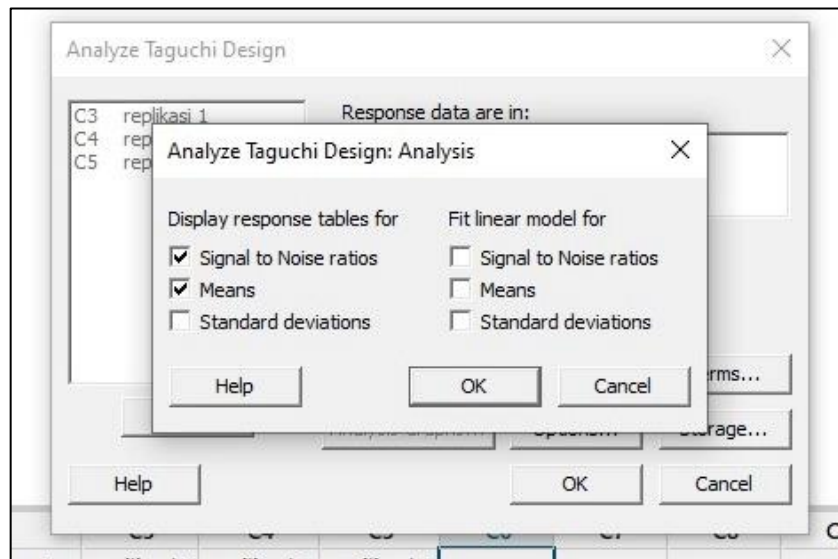 Analyze Taguchi Design
C3 replikasi 1
C4 rep
C5 rep
Response data are in:
Analyze Taguchi Design: Analysis
Display response tables for
Fit linear model for
Signal to Noise ratios
Signal to Noise ratios
Means
Means
Standard deviations
Standard deviations
Help
OK
Cancel
rms...
orage...
Help
OK
Cancel